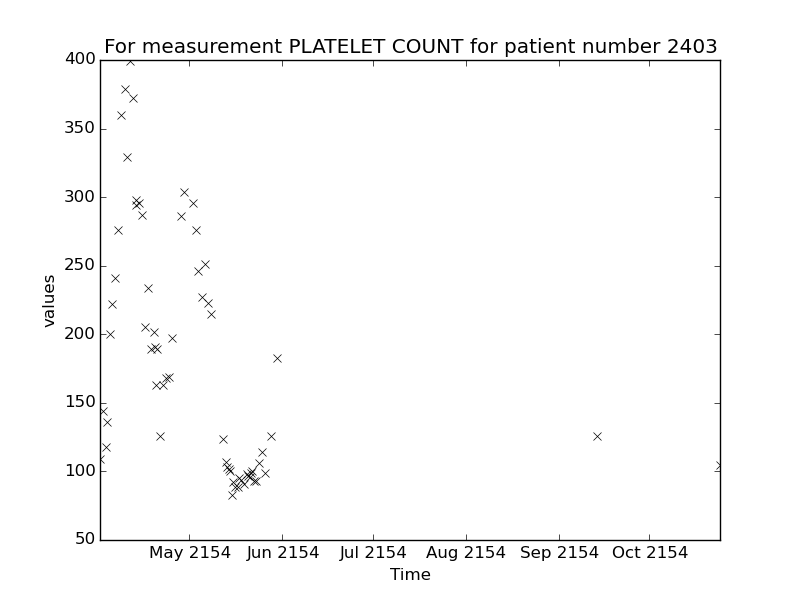 For measurement PLATELET COUNT for patient number 2403
400
350
300
250
200
150
100
50
values
May 2154 Jun 2154 Jul 2154 Aug 2154 Sep 2154 Oct 2154
Time